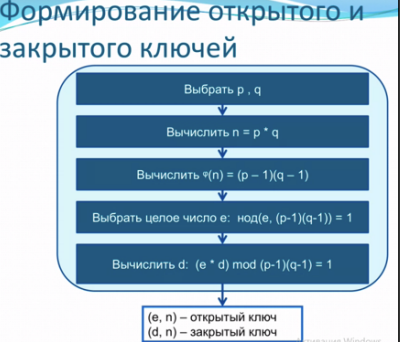 Формирование открытого и
закрытого ключей
Выбрать p , q
Вычислить n = p * q
Вычислить φ(n) = (p – 1)(q – 1)
Выбрать целое число e: нод(e, (p-1)(q-1)) = 1
Вычислить d: (e * d) mod (p-1)(q-1) = 1
(e, n) – открытый ключ
(d, n) – закрытый ключ
Windows